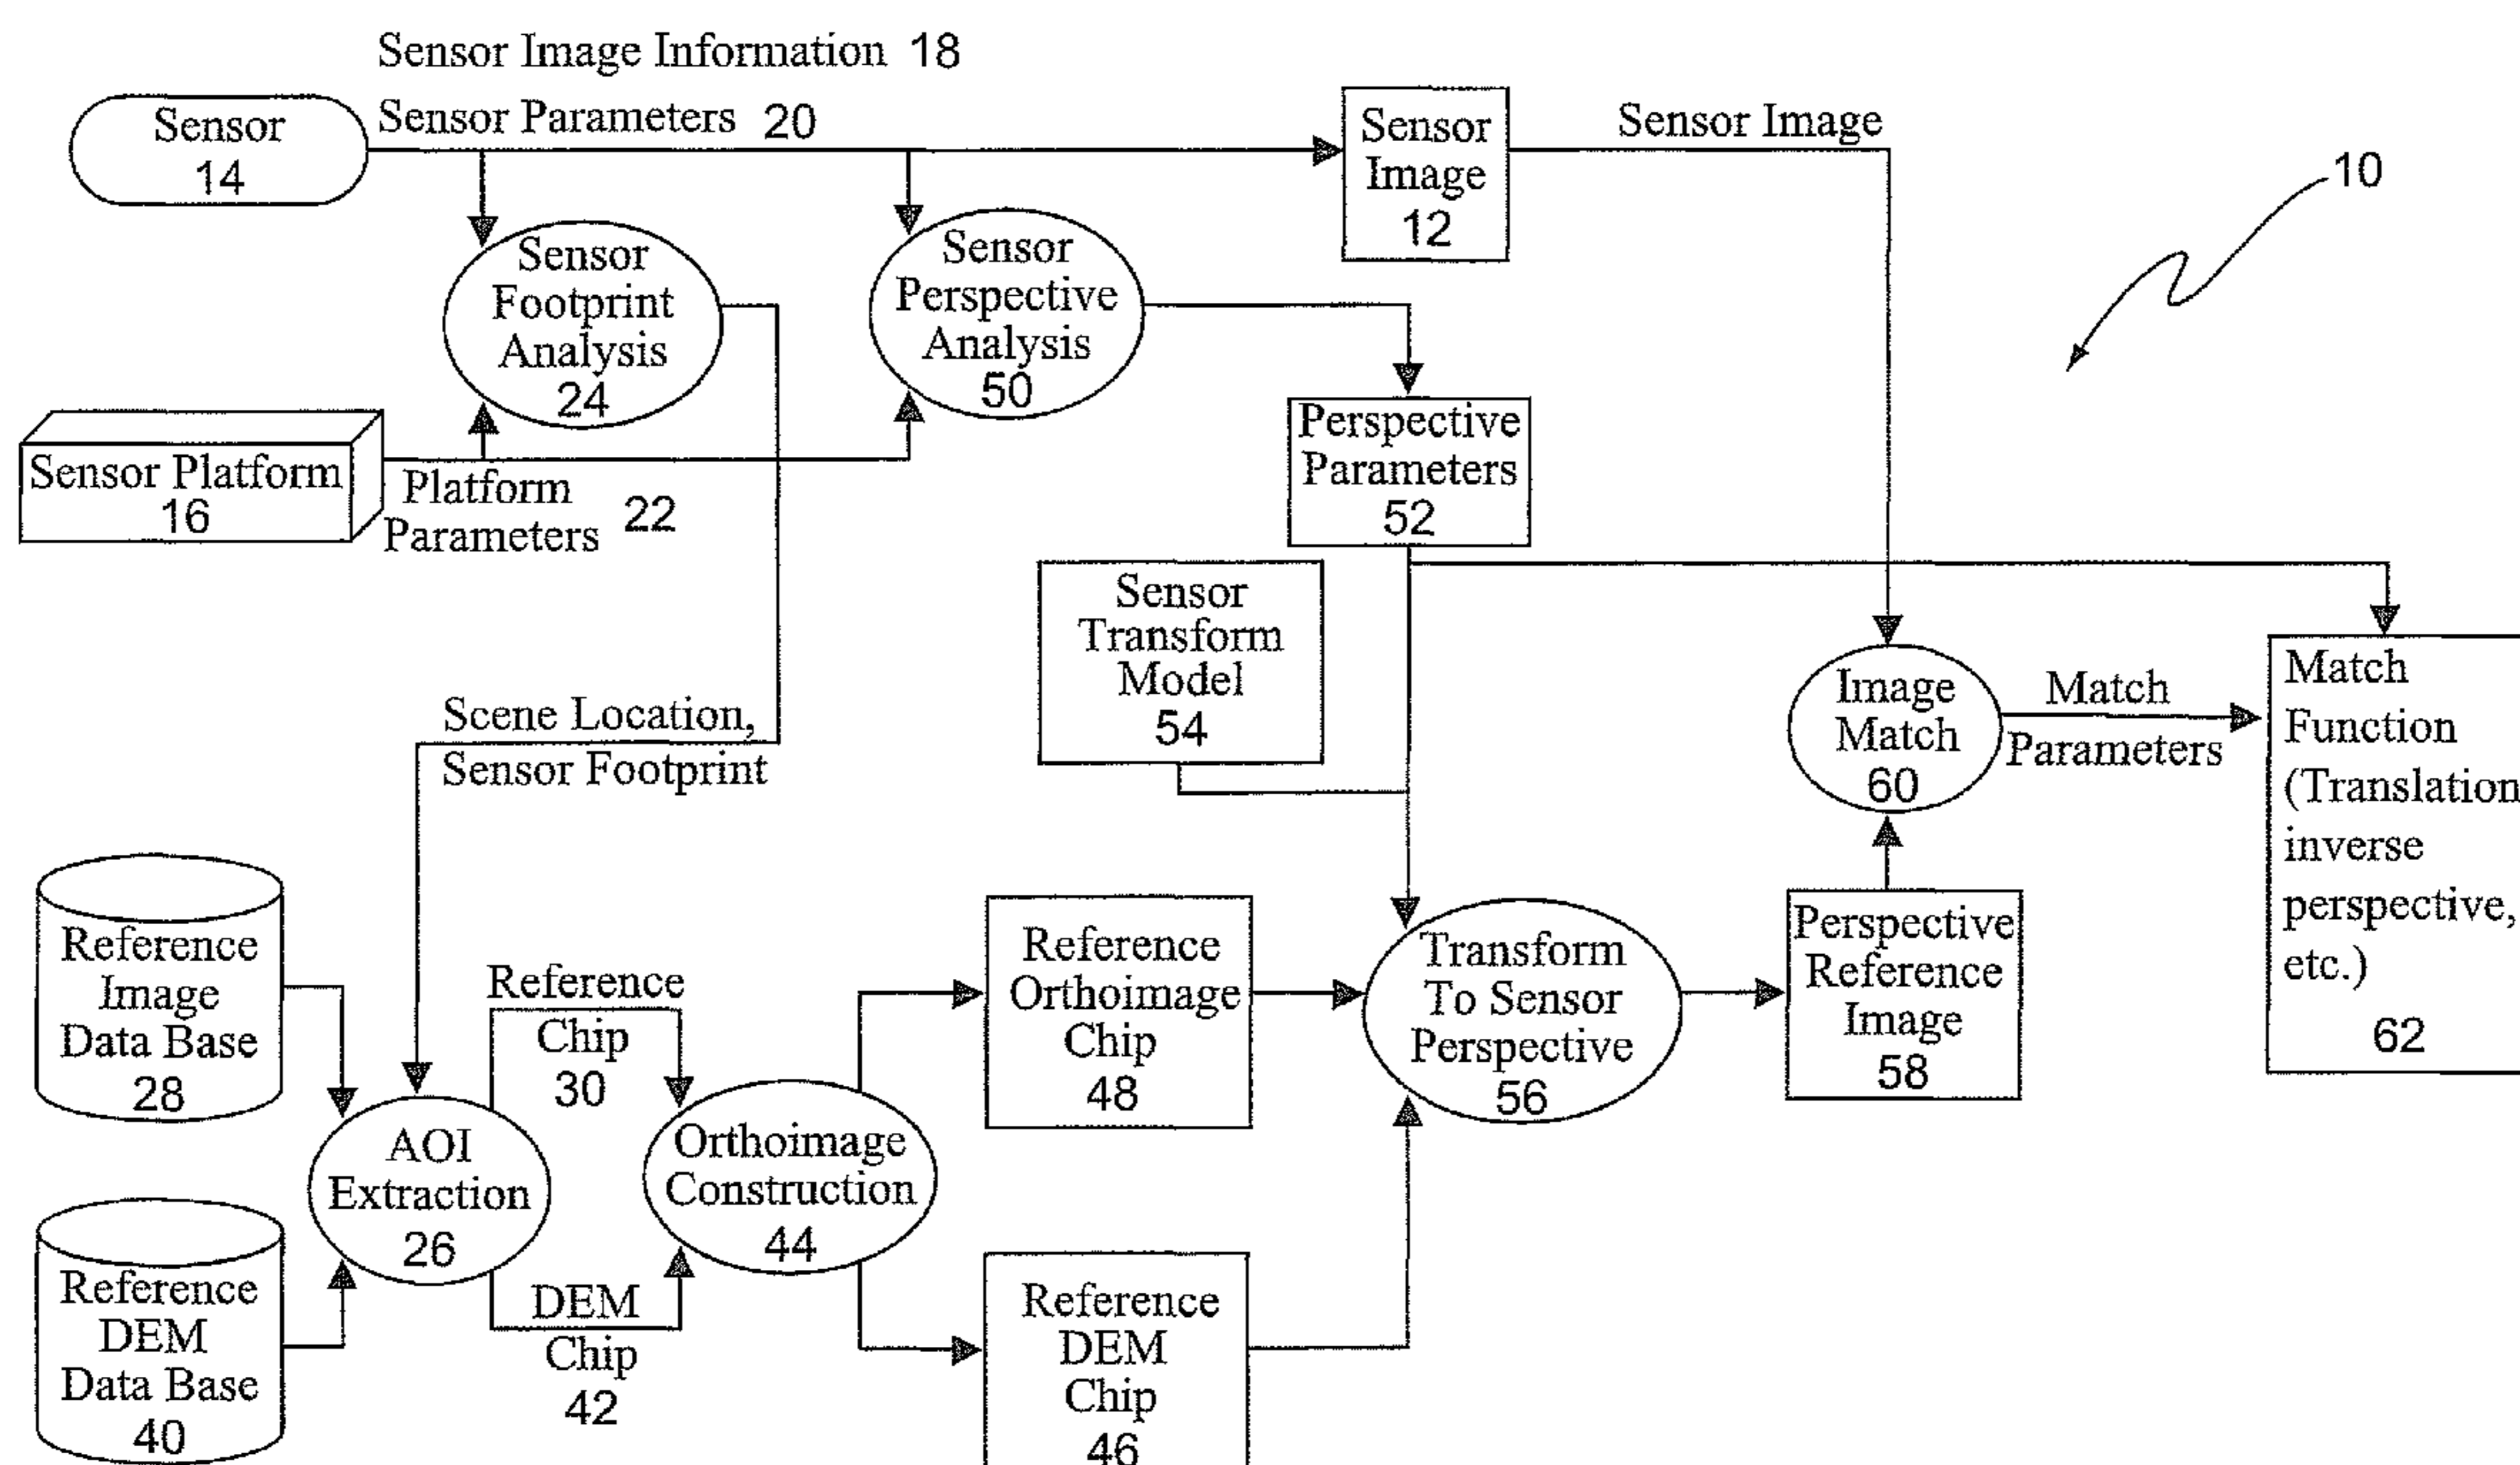 Sensor Image Information 18
Sensor Parameters 20
Sensor
14
Sensor
Image
12
Sensor Image
10
Sensor
Footprint
Analysis
24
Sensor
Perspective
Analysis
50
Sensor Platform
16
Platform
Parameters
22
Perspective
Parameters
52
Sensor
Transform
Model
54
Scene Location,
Sensor Footprint
Image
Match
60
Match
Parameters
Match
Function
(Translation
inverse
perspective,
etc.)
62
Reference
Image
Data Base
28
Reference
Chip
30
AOI
Extraction
26
Orthoimage
Construction
44
Reference
Orthoimage
Chip
48
Transform
To Sensor
Perspective
56
Perspective
Reference
Image
58
Reference
DEM
Data Base
40
DEM
Chip
42
Reference
DEM
Chip
46